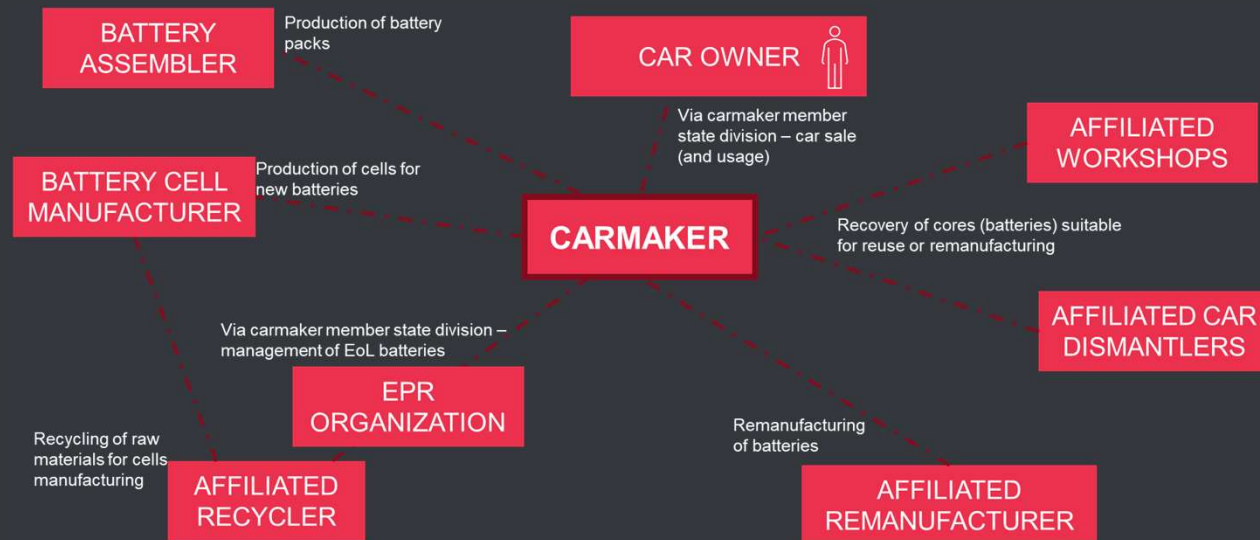 BATTERY
ASSEMBLER
Production of battery
packs
CAR OWNER
Via carmaker member
state division – car sale
(and usage)
AFFILIATED
WORKSHOPS
BATTERY CELL
MANUFACTURER
Production of cells for
new batteries
CARMAKER
Recovery of cores (batteries) suitable
for reuse or remanufacturing
AFFILIATED CAR
DISMANTLERS
Via carmaker member state division –
management of EoL batteries
EPR
ORGANIZATION
Recycling of raw
materials for cells
manufacturing
AFFILIATED
RECYCLER
Remanufacturing
of batteries
AFFILIATED
REMANUFACTURER